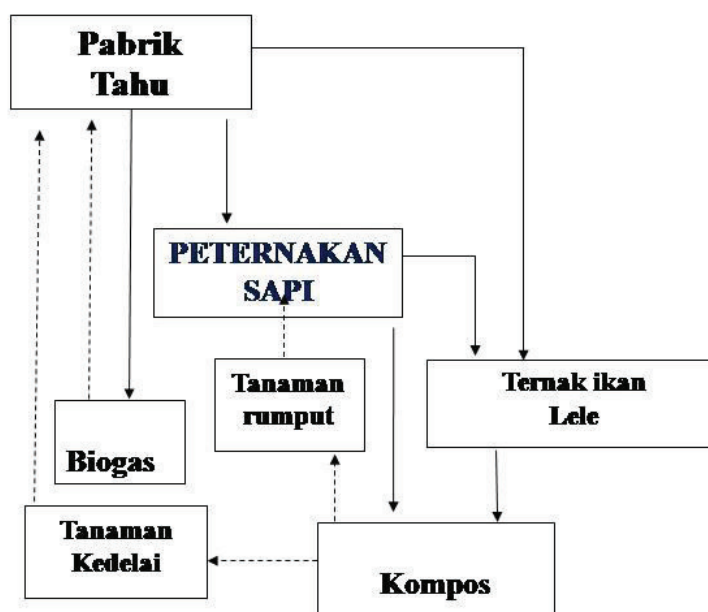 Pabrik
Tahu
PETERNAKAN
SAPI
Tanaman
rumput
Ternak ikan
Lele
Biogas
Tanaman
Kedelai
Kompos